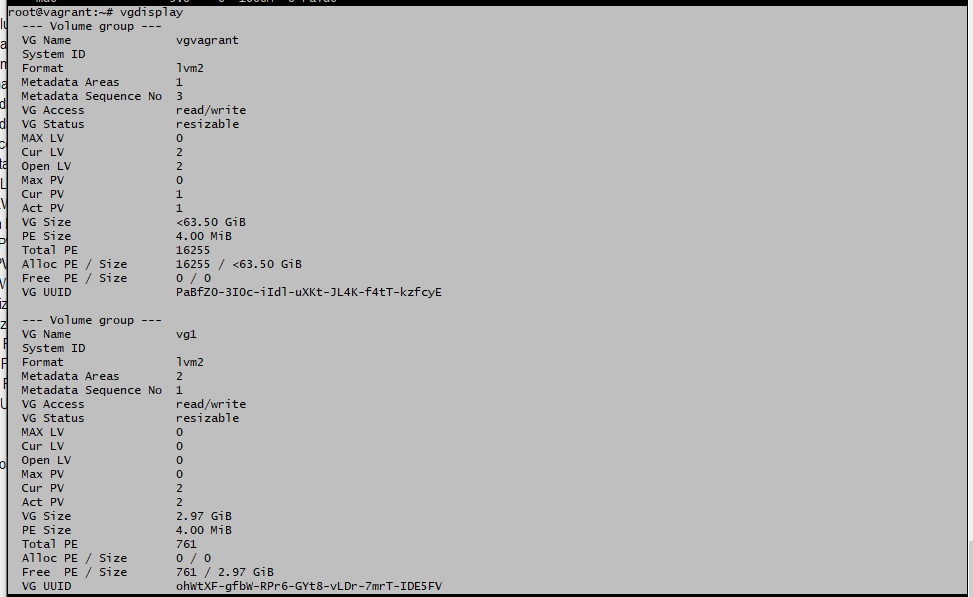 root@vagrant:~# vgdisplay
--- Volume group ---
VG Name vgvagrant
System ID
Format lvm2
Metadata Areas 1
Metadata Sequence No 3
VG Access read/write
VG Status resizable
MAX LV 0
Cur LV 2
Open LV 2
Max PV 0
Cur PV 1
Act PV 1
VG Size <63.50 GiB
PE Size 4.00 MiB
Total PE 16255
Alloc PE / Size 16255 / <63.50 GiB
Free PE / Size 0 / 0
VG UUID PaBfZ0-3IOc-iIdl-uXKt-JL4K-f4tT-kzfcyE
--- Volume group ---
VG Name vg1
System ID
Format lvm2
Metadata Areas 2
Metadata Sequence No 1
VG Access read/write
VG Status resizable
MAX LV 0
Cur LV 0
Open LV 0
Max PV 0
Cur PV 2
Act PV 2
VG Size 2.97 GiB
PE Size 4.00 MiB
Total PE 761
Alloc PE / Size 0 / 0
Free PE / Size 761 / 2.97 GiB
VG UUID ohWtXF-gfbW-RPr6-GYt8-vLDr-7mrT-IDE5FV